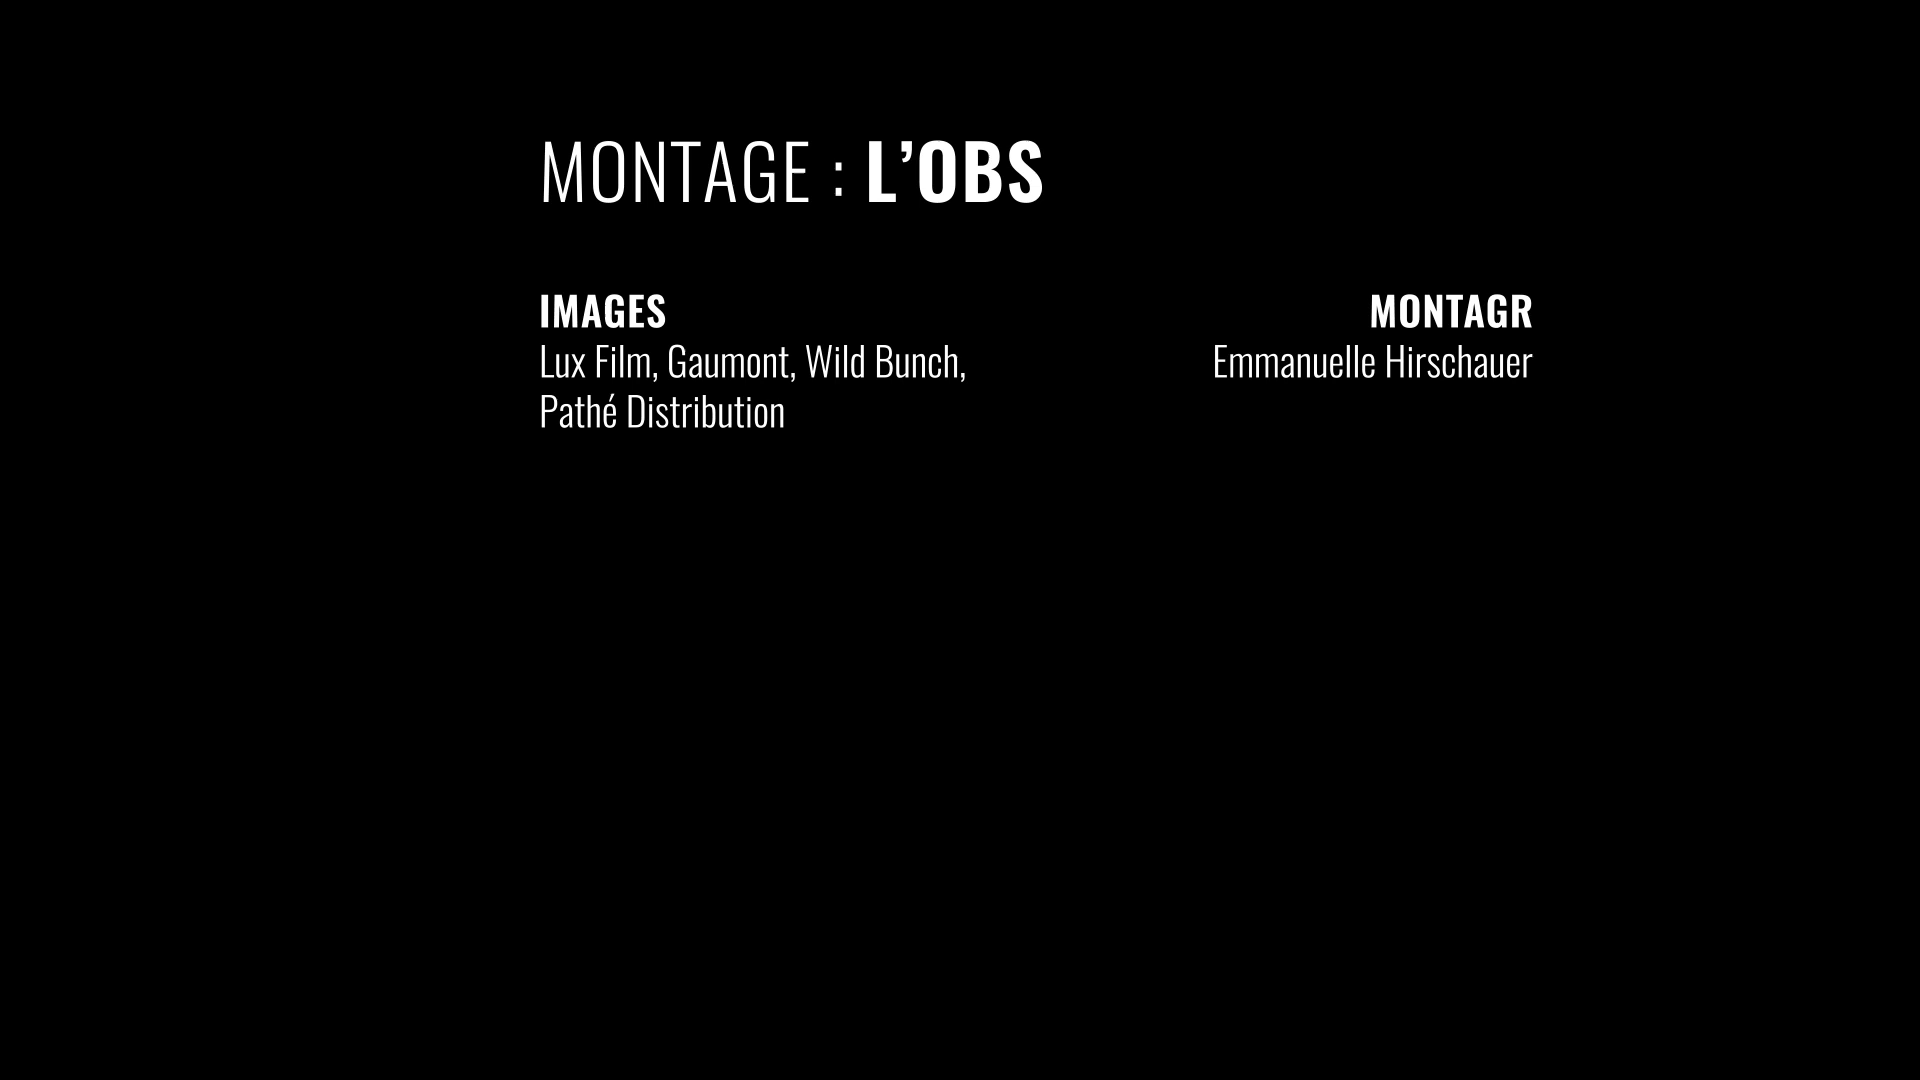 MONTAGE : L’OBS
IMAGES
Lux Film, Gaumont, Wild Bunch,
Pathé Distribution
MONTAGR
Emmanuelle Hirschauer